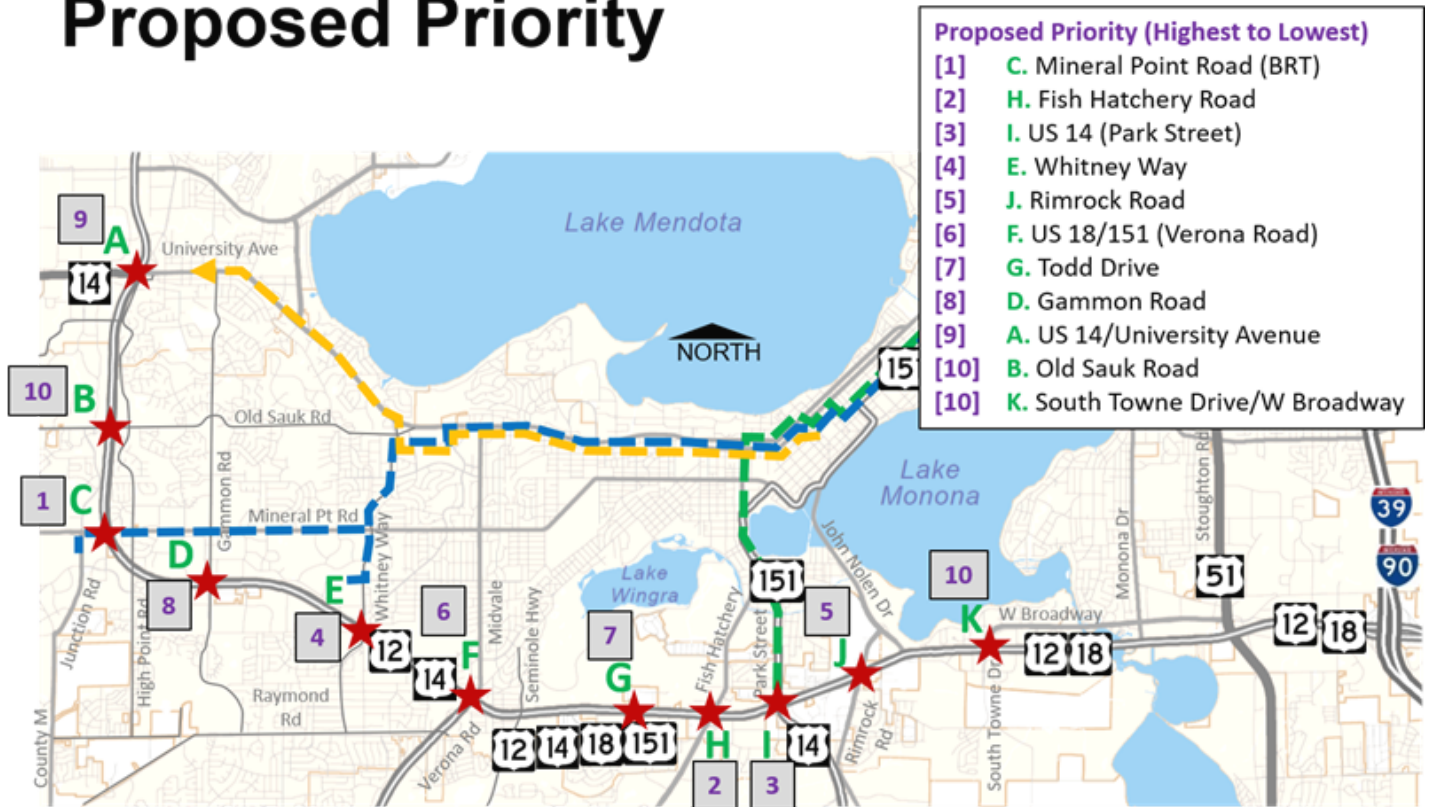 Proposed Priority
Proposed Priority (Highest to Lowest)
[1] C. Mineral Point Road (BRT)
[2] H. Fish Hatchery Road
[3] I. US 14 (Park Street)
[4] E. Whitney Way
[5] J. Rimrock Road
[6] F. US 18/151 (Verona Road)
[7] G. Todd Drive
[8] D. Gammon Road
[9] A. US 14/University Avenue
[10] B. Old Sauk Road
[10] K. South Towne Drive/W Broadway
9
A
University Ave
14
Lake Mendota
NORTH
151
10
B
Old Sauk Rd
Gammon Rd
1
C
Mineral Pt Rd
Whitney Way
Lake
Monona
Stoughton Rd
Monona Dr
INTERSTATE
39
INTERSTATE
90
D
8
E
4
Junction Rd
High Point Rd
12
14
6
F
Midvale
Seminole Hwy
Lake
Wingra
7
G
Fish Hatchery
Park Street
151
5
J
John Nolen Dr
10
K
W Broadway
12 18
51
12 18
Raymond
Rd
County M
Verona Rd
12 14 18 151
H
2
I
3
14
Rimrock
Rd
South Towne Dr